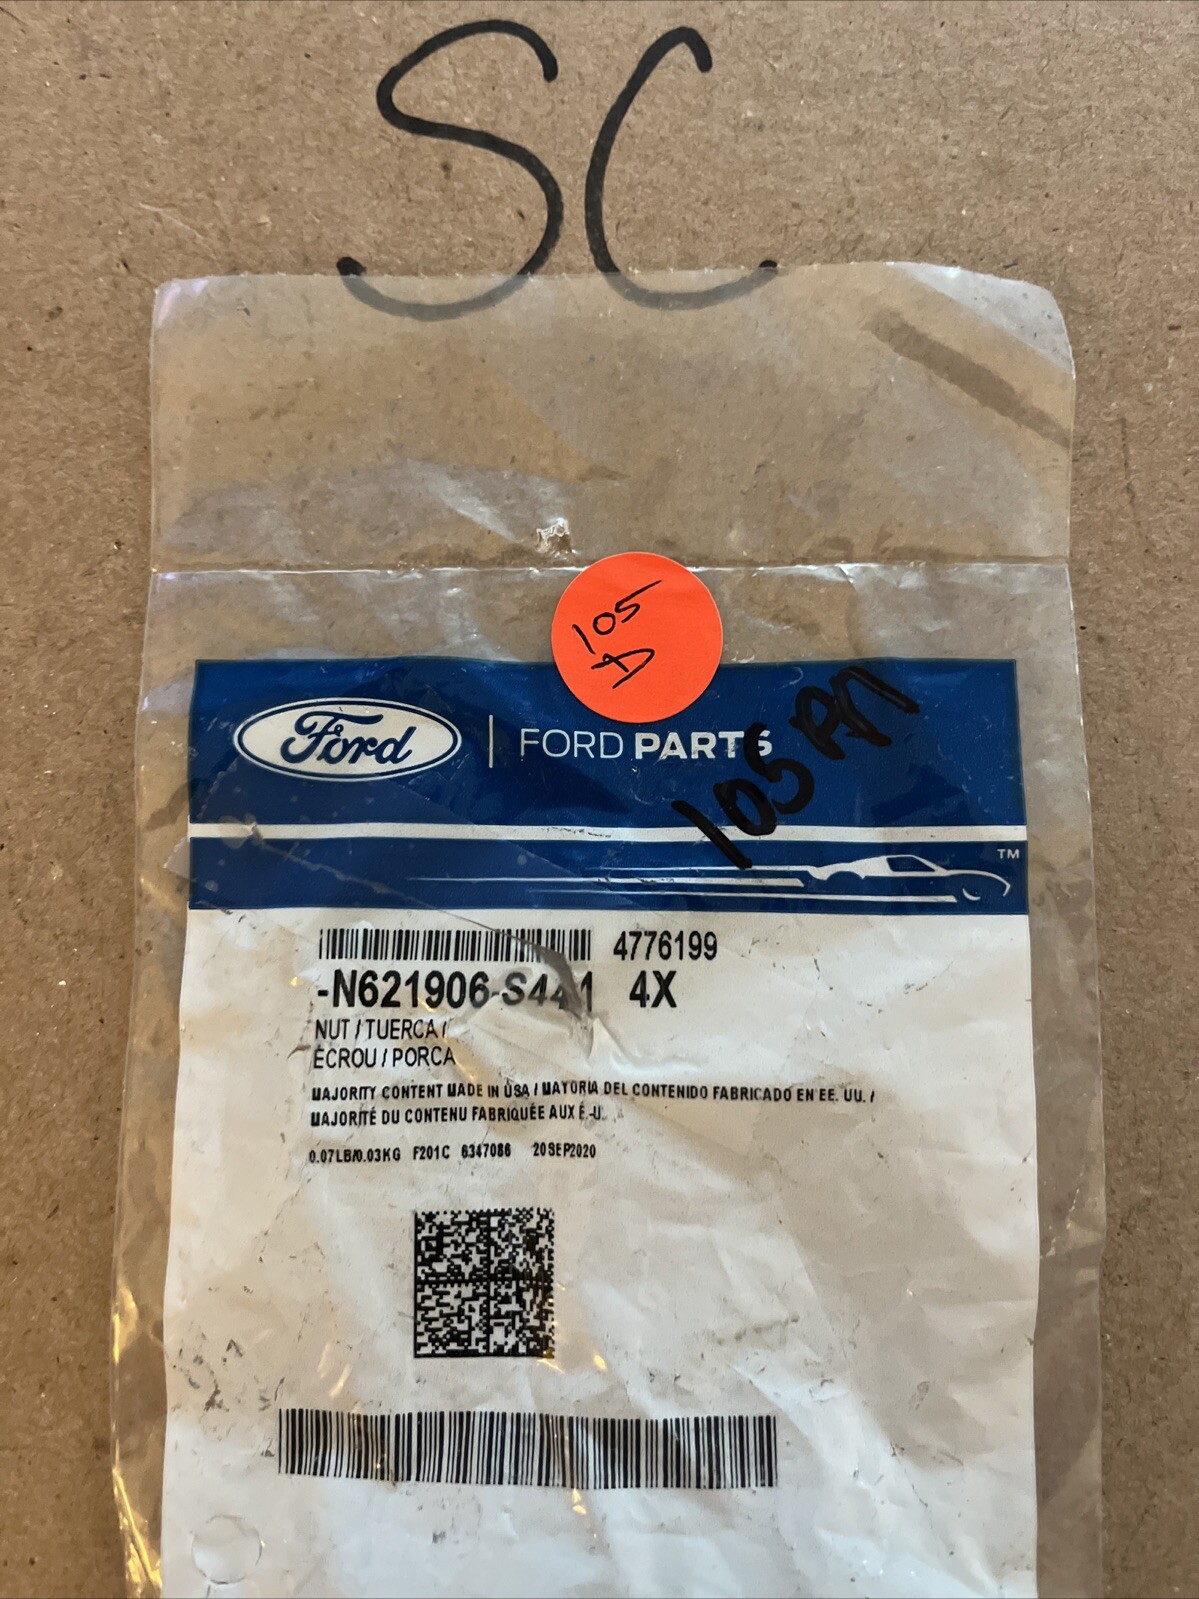 SC
105
A
Ford
FORD PARTS
105
TM
4776199
-N621906-S441 4X
NUT / TUERCA /
ÉCROU / PORCA
MAJORITY CONTENT MADE IN USA / MAYORIA DEL CONTENIDO FABRICADO EN EE. UU. /
MAJORITÉ DU CONTENU FABRIQUÉE AUX É.-U.
0.07LB/0.03KG F201C 6347086 20SEP2020